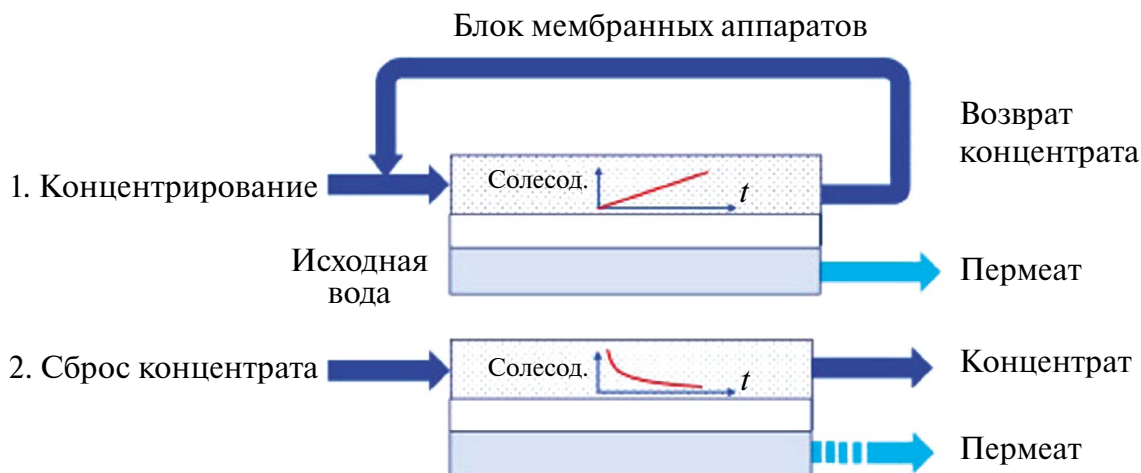 Блок мембранных аппаратов
Возврат
концентрата
1. Концентрирование
Солесод.
t
Исходная
вода
Пермеат
2. Сброс концентрата
Солесод.
t
Концентрат
Пермеат